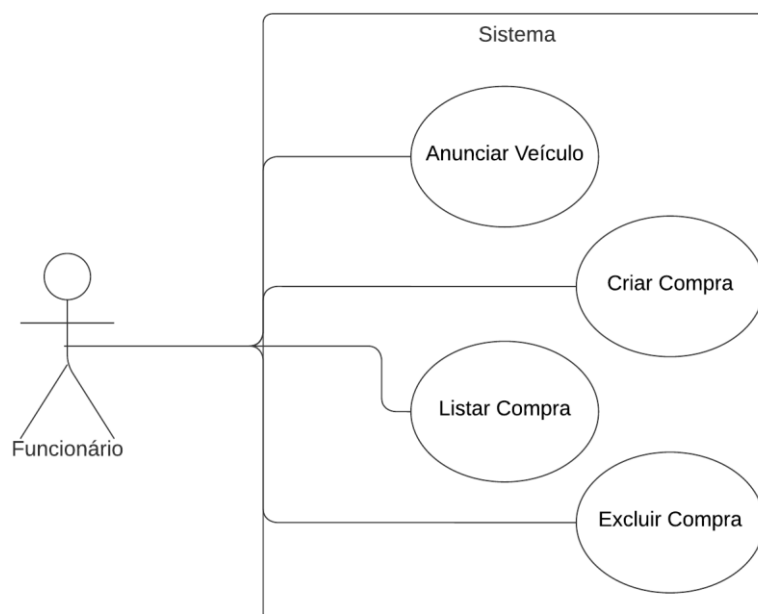 Sistema
Anunciar Veículo
Criar Compra
Listar Compra
Funcionário
Excluir Compra